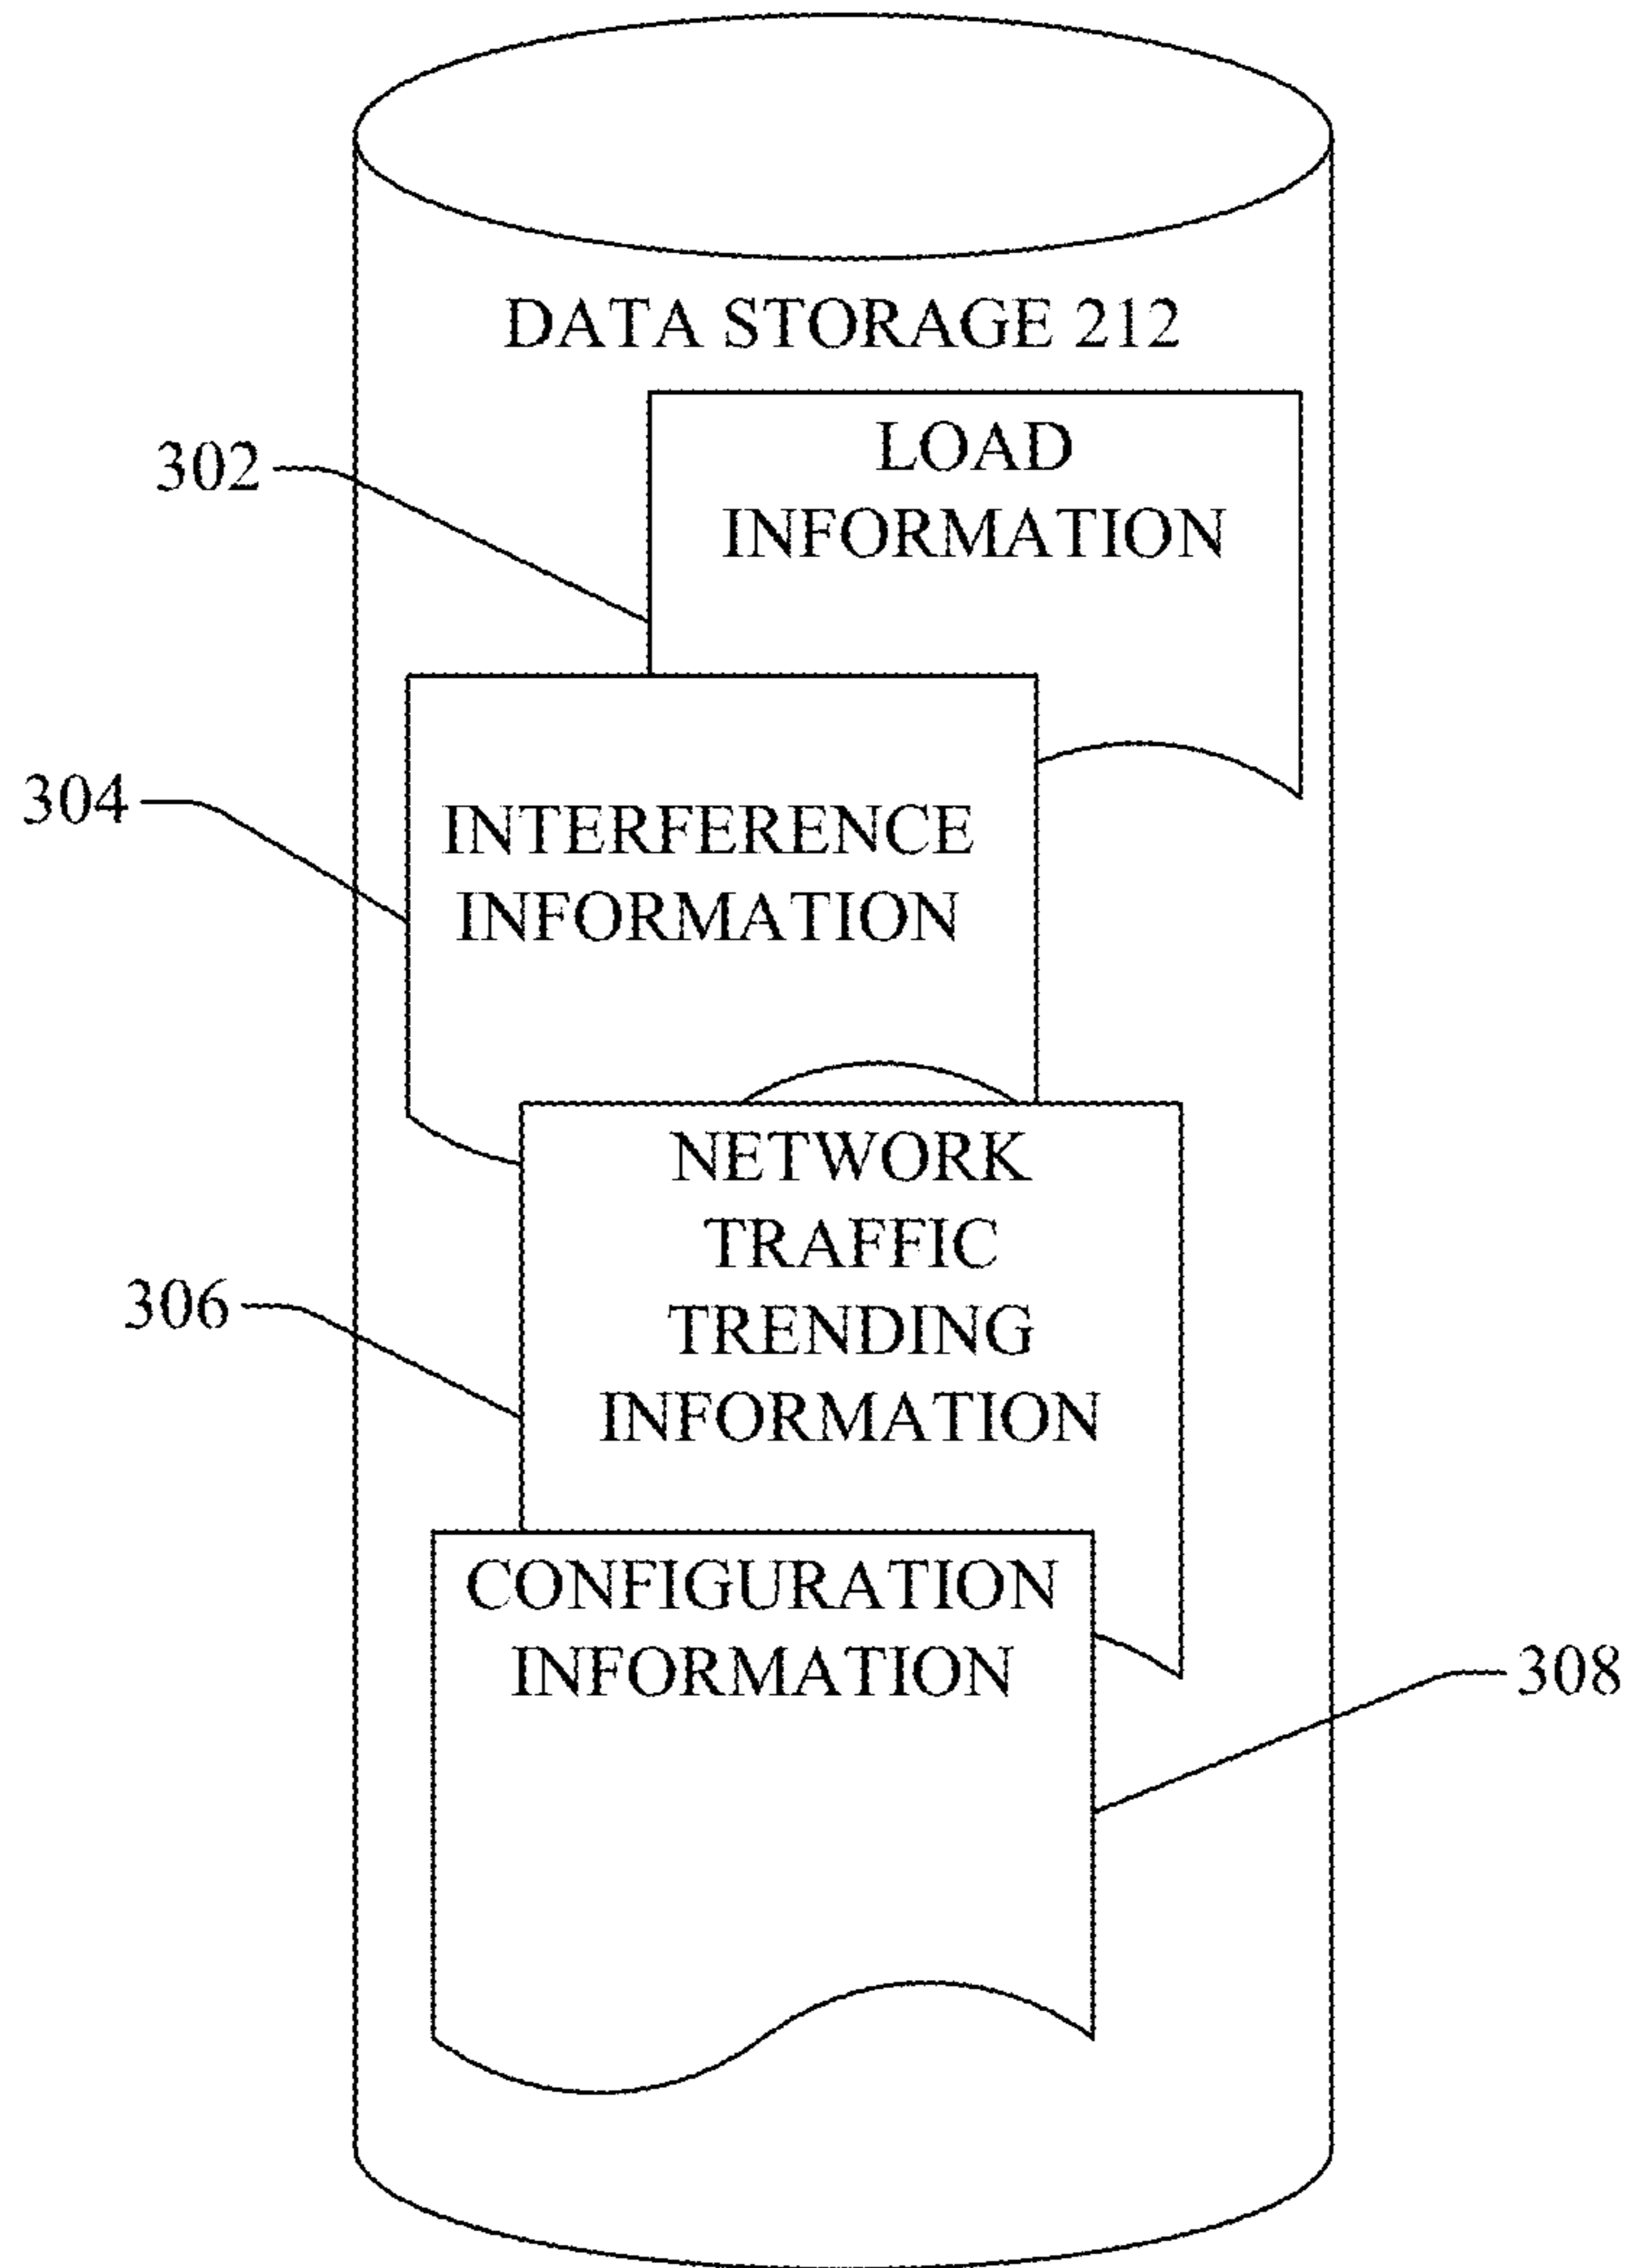 DATA STORAGE 212
302
LOAD
INFORMATION
304
INTERFERENCE
INFORMATION
306
NETWORK
TRAFFIC
TRENDING
INFORMATION
CONFIGURATION
INFORMATION
308